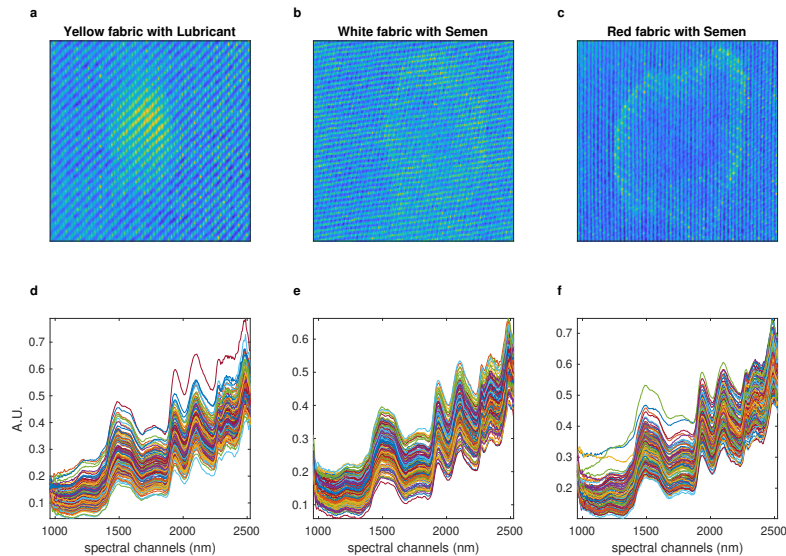 a
b
c
Yellow fabric with Lubricant
White fabric with Semen
Red fabric with Semen
d
e
f
0.7
0.6
0.5
0.4
0.3
0.2
0.1
A.U.
1000
1500
2000
2500
spectral channels (nm)
0.6
0.5
0.4
0.3
0.2
0.1
1000
1500
2000
2500
spectral channels (nm)
0.7
0.6
0.5
0.4
0.3
0.2
1000
1500
2000
2500
spectral channels (nm)